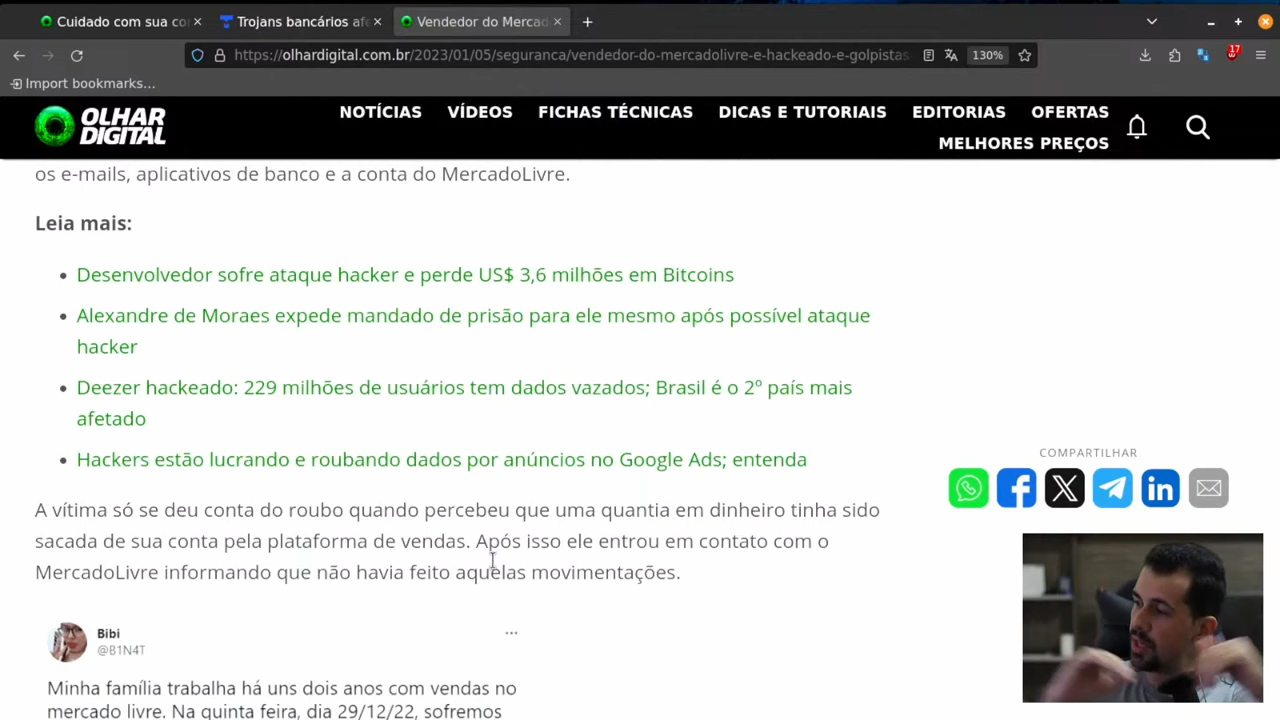 Cuidado com sua co
Trojans bancários afe
Vendedor do Mercad
https://olhardigital.com.br/2023/01/05/seguranca/vendedor-do-mercadolivre-e-hackeado-e-golpistas
130%
17
Import bookmarks...
OLHAR
DIGITAL
NOTÍCIAS VÍDEOS FICHAS TÉCNICAS DICAS E TUTORIAIS EDITORIAS OFERTAS
MELHORES PREÇOS
os e-mails, aplicativos de banco e a conta do MercadoLivre.
Leia mais:
Desenvolvedor sofre ataque hacker e perde US$ 3,6 milhões em Bitcoins
Alexandre de Moraes expede mandado de prisão para ele mesmo após possível ataque
hacker
Deezer hackeado: 229 milhões de usuários tem dados vazados; Brasil é o 2º país mais
afetado
Hackers estão lucrando e roubando dados por anúncios no Google Ads; entenda
COMPARTILHAR
A vítima só se deu conta do roubo quando percebeu que uma quantia em dinheiro tinha sido
sacada de sua conta pela plataforma de vendas. Após isso ele entrou em contato com o
MercadoLivre informando que não havia feito aquelas movimentações.
Bibi
@B1N4T
Minha família trabalha há uns dois anos com vendas no
mercado livre. Na quinta feira, dia 29/12/22, sofremos